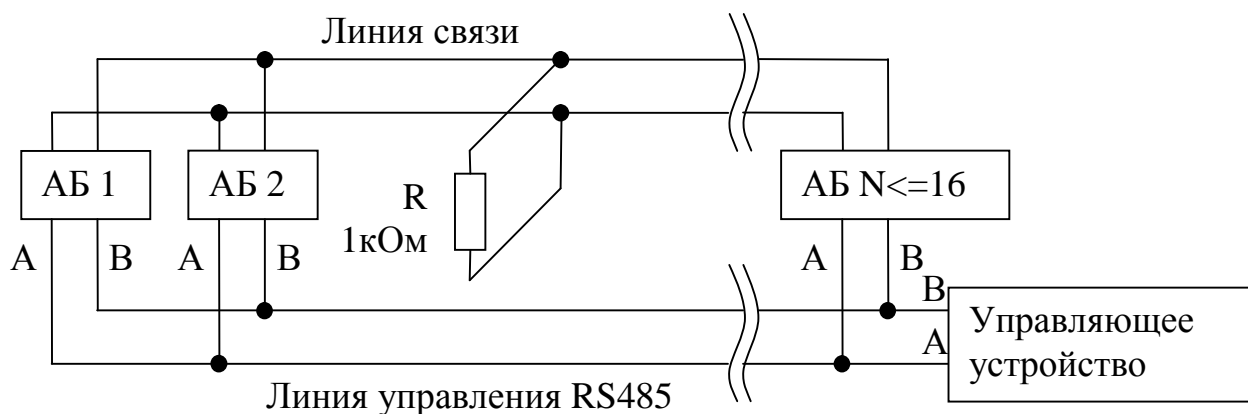 Линия связи
АБ 1
АБ 2
R
1кОм
АБ N<=16
А
В
А
В
А
В
В
А
Управляющее
устройство
Линия управления RS485